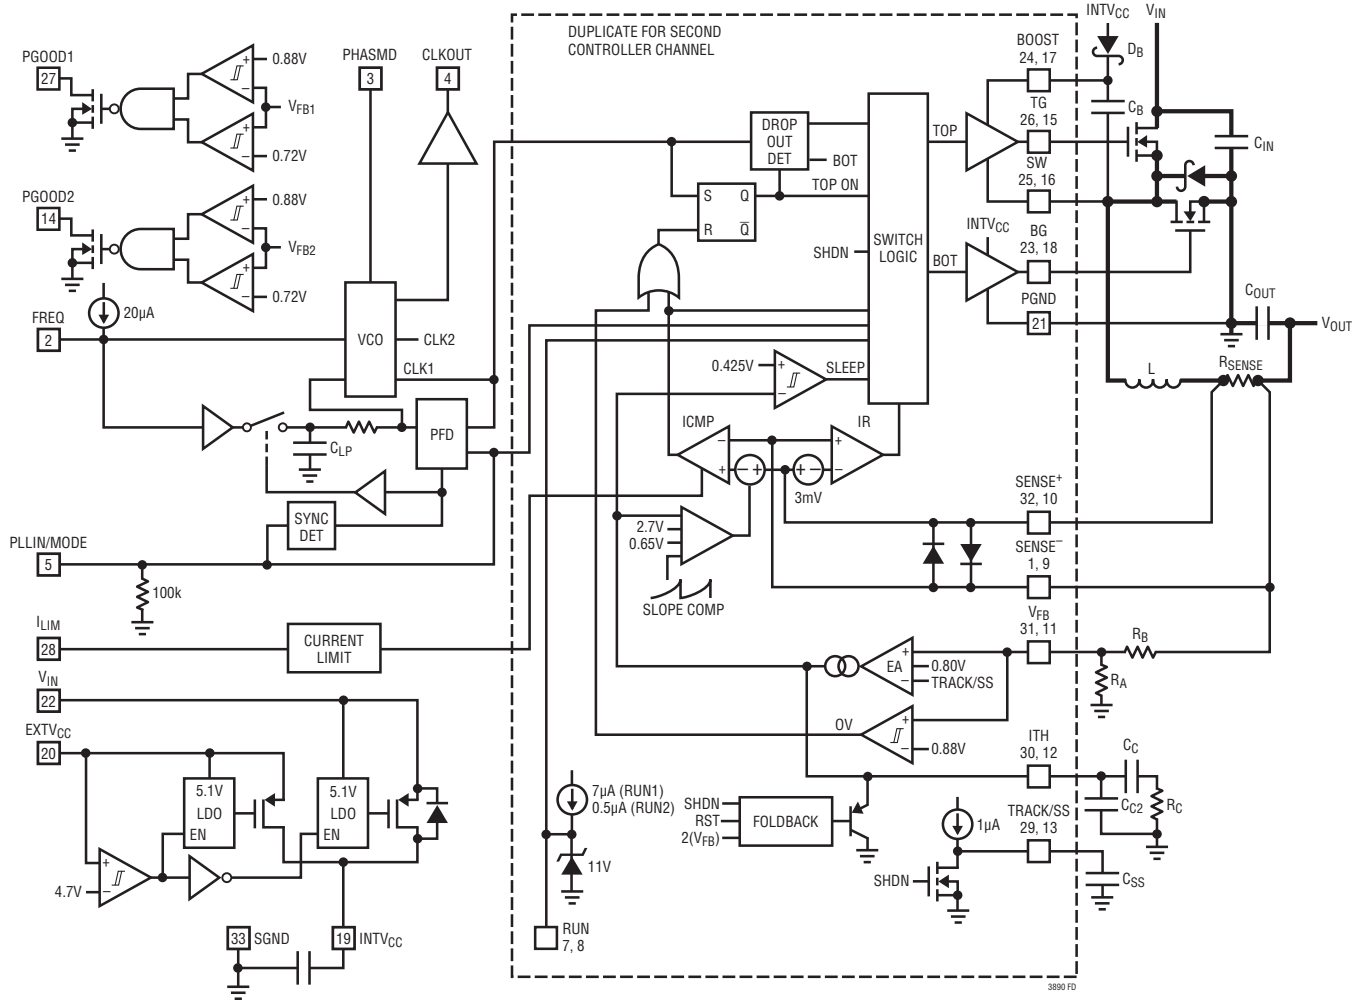 DUPLICATE FOR SECOND
CONTROLLER CHANNEL
PGOOD1
27
0.88V
VFB1
0.72V
PGOOD2
14
0.88V
VFB2
0.72V
PHASMD
3
CLKOUT
4
FREQ
2
20µA
VCO
CLK2
CLK1
CLP
PFD
SYNC
DET
PLLIN/MODE
5
100k
ILIM
28
CURRENT
LIMIT
VIN
22
EXTVCC
20
5.1V
LDO
EN
5.1V
LDO
EN
4.7V
33
SGND
19
INTVCC
DROP
OUT
DET
BOT
TOP ON
S
Q
R
Q̅
SHDN
SWITCH
LOGIC
TOP
BOT
INTVCC
0.425V
SLEEP
ICMP
IR
3mV
2.7V
0.65V
SLOPE COMP
EA
0.80V
TRACK/SS
OV
0.88V
7µA (RUN1)
0.5µA (RUN2)
11V
SHDN
RST
2(VFB)
FOLDBACK
1µA
SHDN
RUN
7, 8
INTVCC
VIN
DB
BOOST
24, 17
CB
TG
26, 15
CIN
SW
25, 16
BG
23, 18
PGND
21
COUT
VOUT
L
RSENSE
SENSE+
32, 10
SENSE–
1, 9
VFB
31, 11
RB
RA
ITH
30, 12
CC
CC2
RC
TRACK/SS
29, 13
CSS
3890 FD